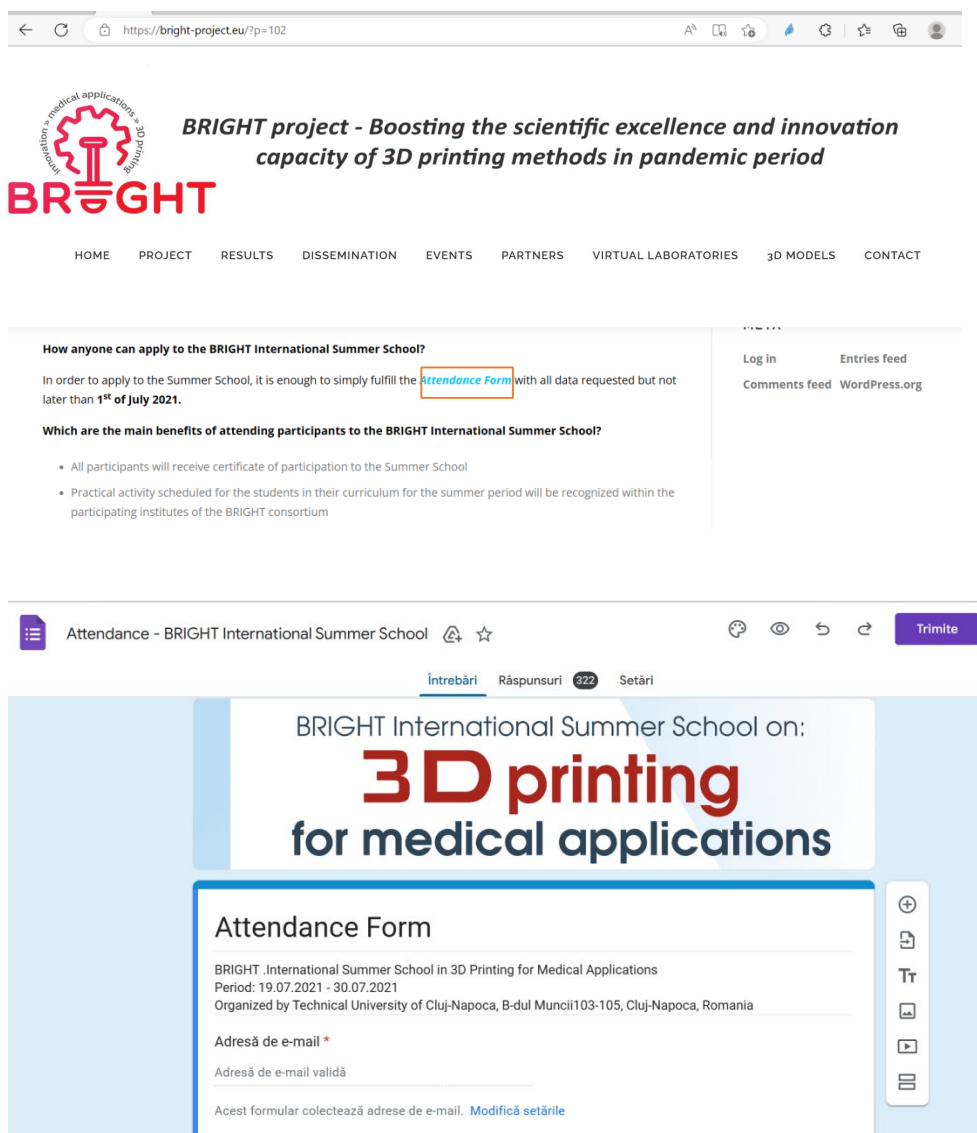 https://bright-project.eu/?p=102
innovation » medical applications » 3D printing
BRIGHT
BRIGHT project - Boosting the scientific excellence and innovation
capacity of 3D printing methods in pandemic period
HOME PROJECT RESULTS DISSEMINATION EVENTS PARTNERS VIRTUAL LABORATORIES 3D MODELS CONTACT
META
How anyone can apply to the BRIGHT International Summer School?
In order to apply to the Summer School, it is enough to simply fulfill the Attendance Form with all data requested but not
later than 1st of July 2021.
Which are the main benefits of attending participants to the BRIGHT International Summer School?
• All participants will receive certificate of participation to the Summer School
• Practical activity scheduled for the students in their curriculum for the summer period will be recognized within the
participating institutes of the BRIGHT consortium
Log in Entries feed
Comments feed WordPress.org
Attendance - BRIGHT International Summer School
Trimite
Întrebări Răspunsuri 322 Setări
BRIGHT International Summer School on:
3D printing
for medical applications
Attendance Form
BRIGHT .International Summer School in 3D Printing for Medical Applications
Period: 19.07.2021 - 30.07.2021
Organized by Technical University of Cluj-Napoca, B-dul Muncii103-105, Cluj-Napoca, Romania
Adresă de e-mail *
Adresă de e-mail validă
Acest formular colectează adrese de e-mail. Modifică setările